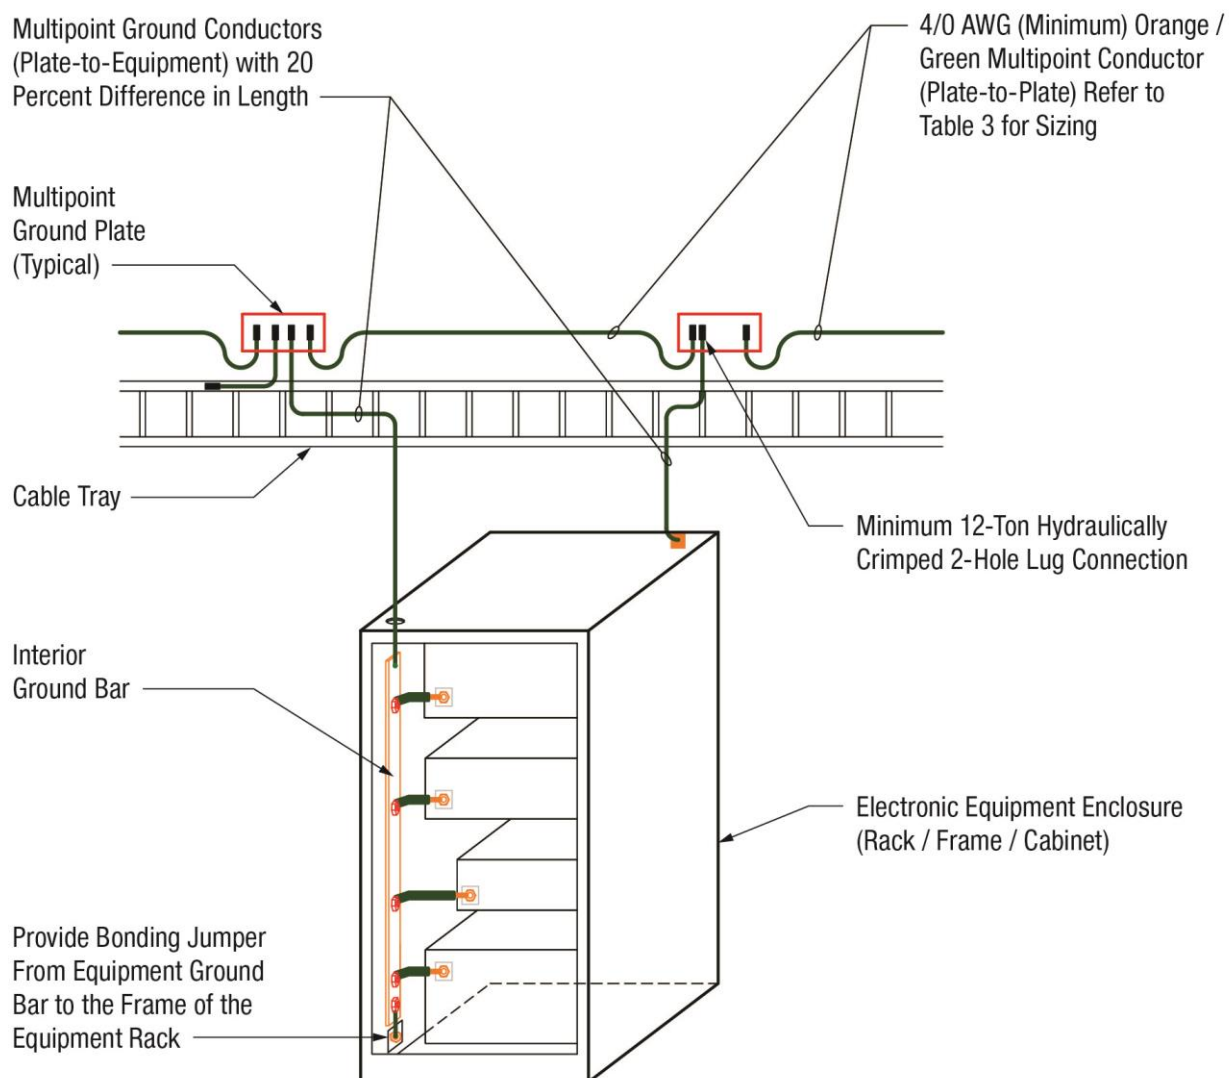 Multipoint Ground Conductors
(Plate-to-Equipment) with 20
Percent Difference in Length
4/0 AWG (Minimum) Orange /
Green Multipoint Conductor
(Plate-to-Plate) Refer to
Table 3 for Sizing
Multipoint
Ground Plate
(Typical)
Cable Tray
Minimum 12-Ton Hydraulically
Crimped 2-Hole Lug Connection
Interior
Ground Bar
Electronic Equipment Enclosure
(Rack / Frame / Cabinet)
Provide Bonding Jumper
From Equipment Ground
Bar to the Frame of the
Equipment Rack